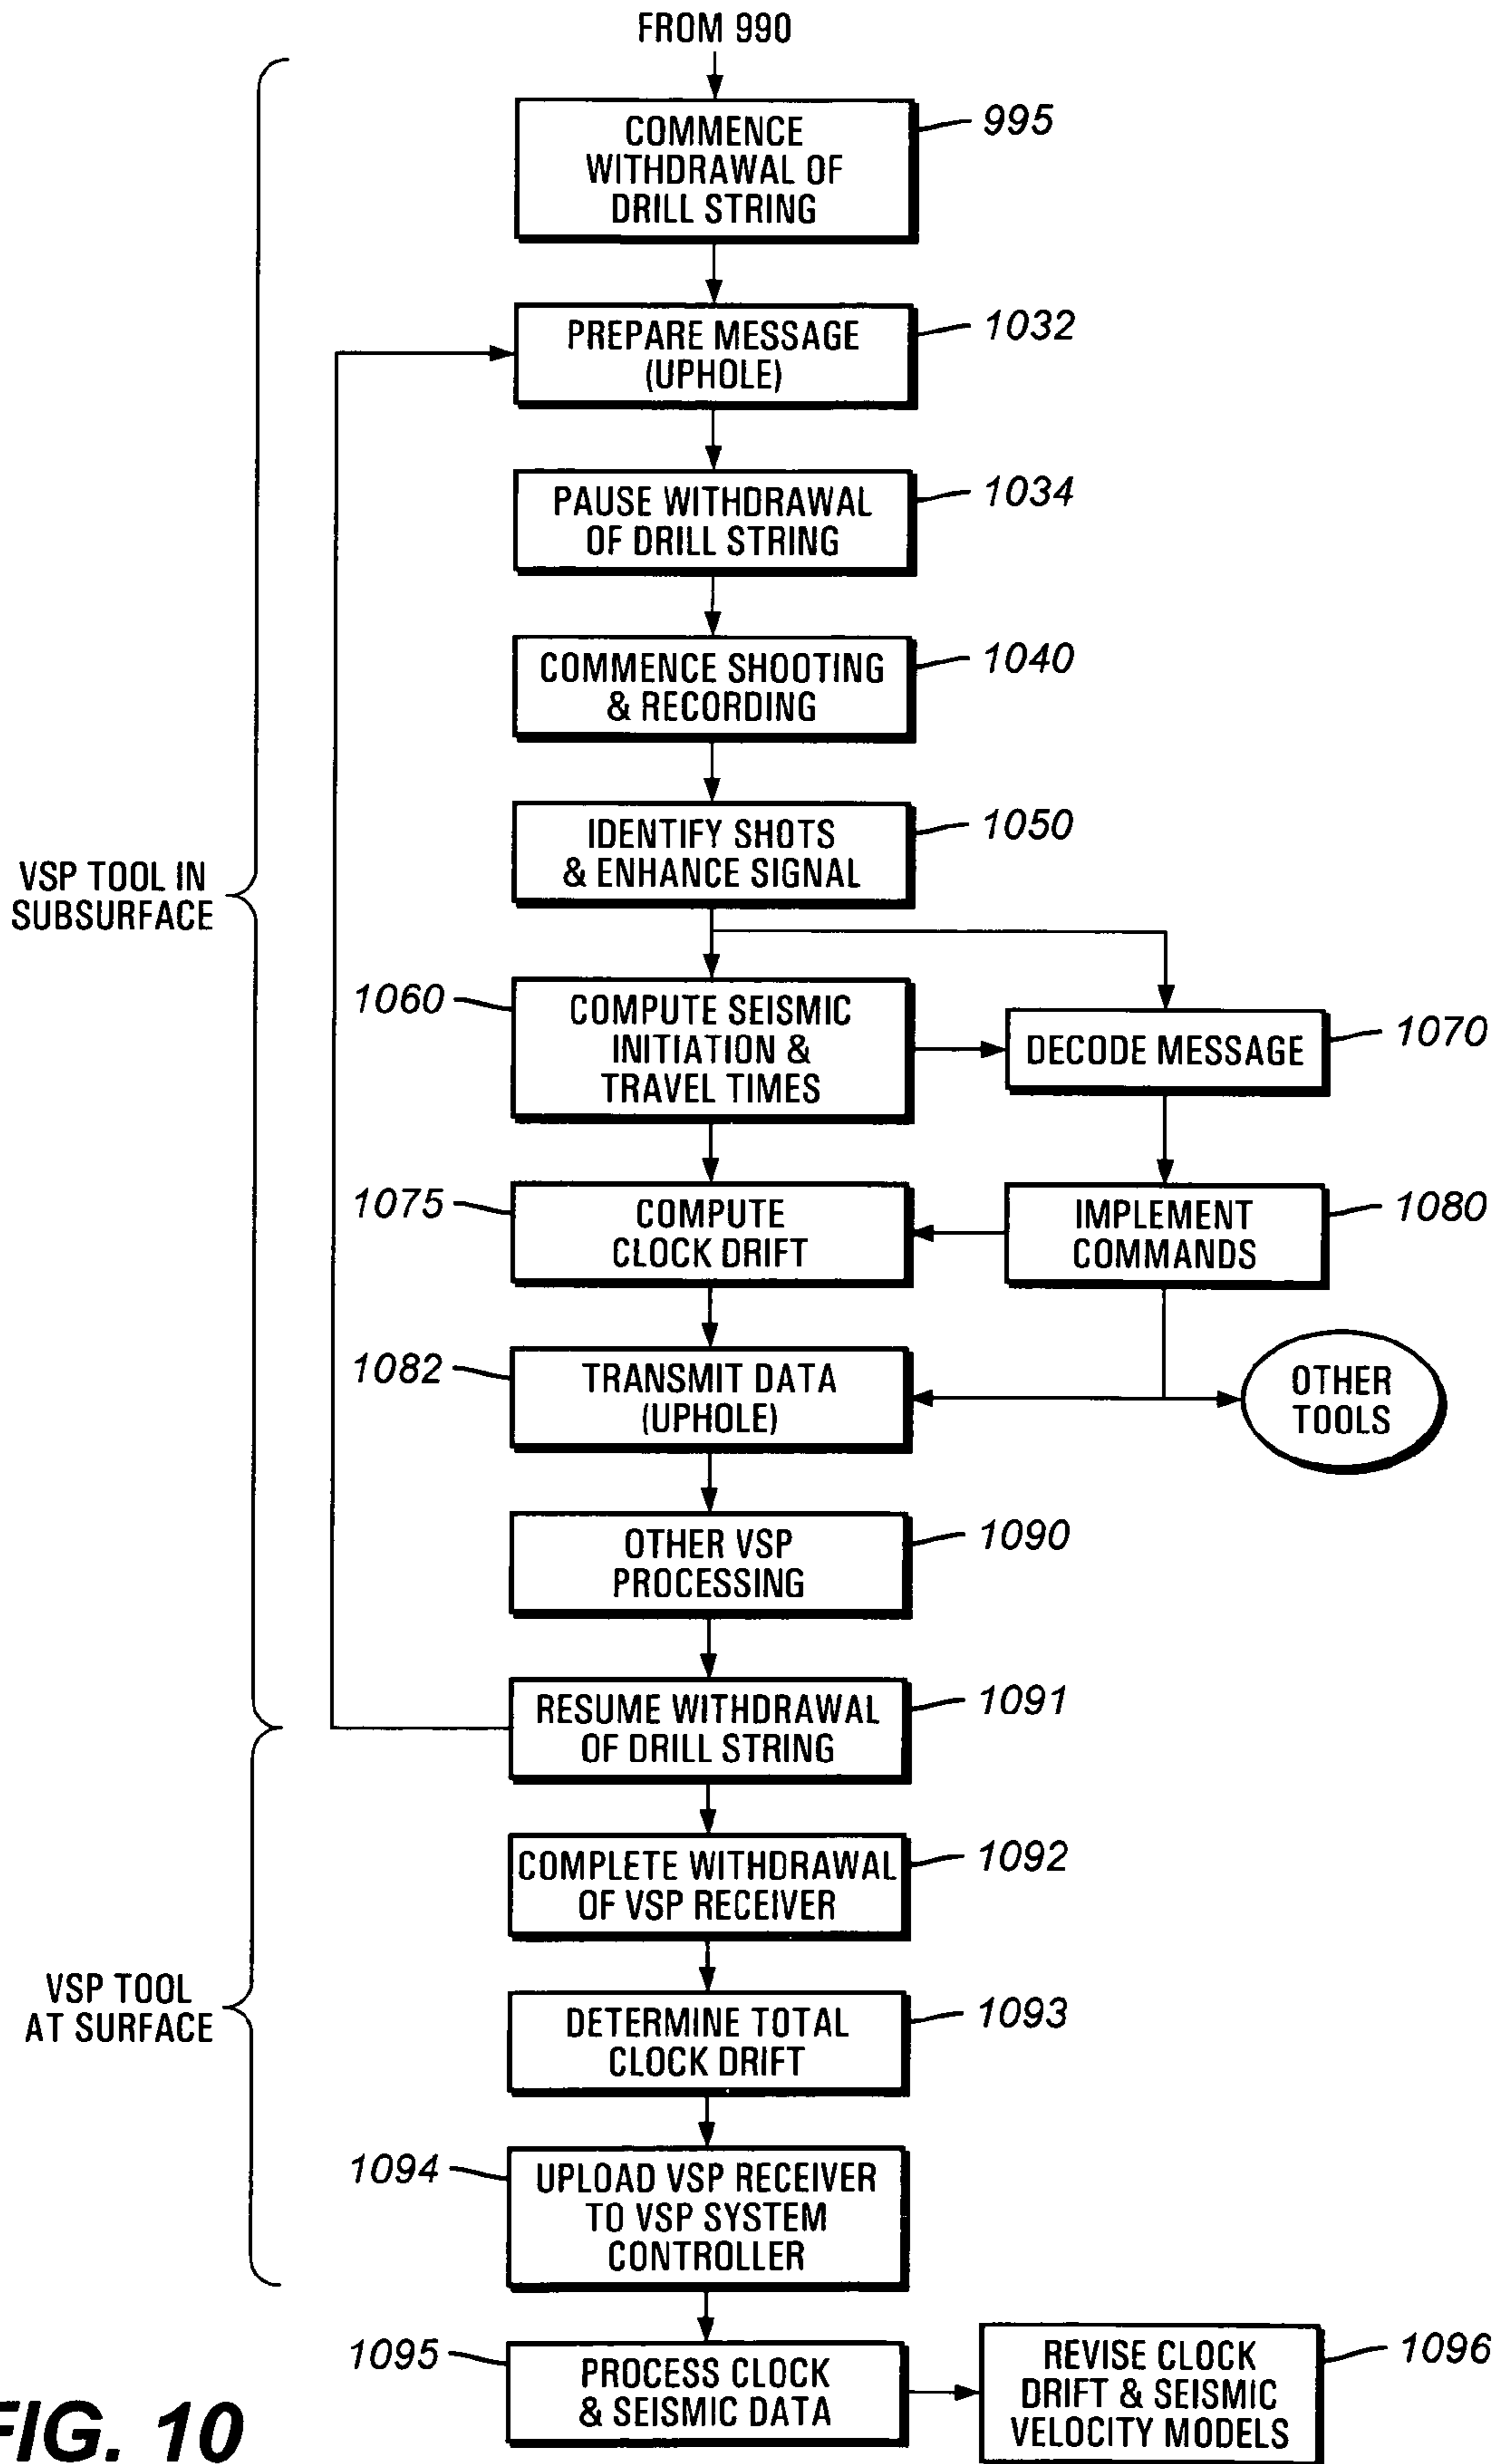 FROM 990
COMMENCE
WITHDRAWAL OF
DRILL STRING
995
PREPARE MESSAGE
(UPHOLE)
1032
PAUSE WITHDRAWAL
OF DRILL STRING
1034
COMMENCE SHOOTING
& RECORDING
1040
IDENTIFY SHOTS
& ENHANCE SIGNAL
1050
VSP TOOL IN
SUBSURFACE
1060
COMPUTE SEISMIC
INITIATION &
TRAVEL TIMES
DECODE MESSAGE
1070
1075
COMPUTE
CLOCK DRIFT
IMPLEMENT
COMMANDS
1080
1082
TRANSMIT DATA
(UPHOLE)
OTHER
TOOLS
OTHER VSP
PROCESSING
1090
RESUME WITHDRAWAL
OF DRILL STRING
1091
COMPLETE WITHDRAWAL
OF VSP RECEIVER
1092
VSP TOOL
AT SURFACE
DETERMINE TOTAL
CLOCK DRIFT
1093
1094
UPLOAD VSP RECEIVER
TO VSP SYSTEM
CONTROLLER
1095
PROCESS CLOCK
& SEISMIC DATA
REVISE CLOCK
DRIFT & SEISMIC
VELOCITY MODELS
1096
FIG. 10